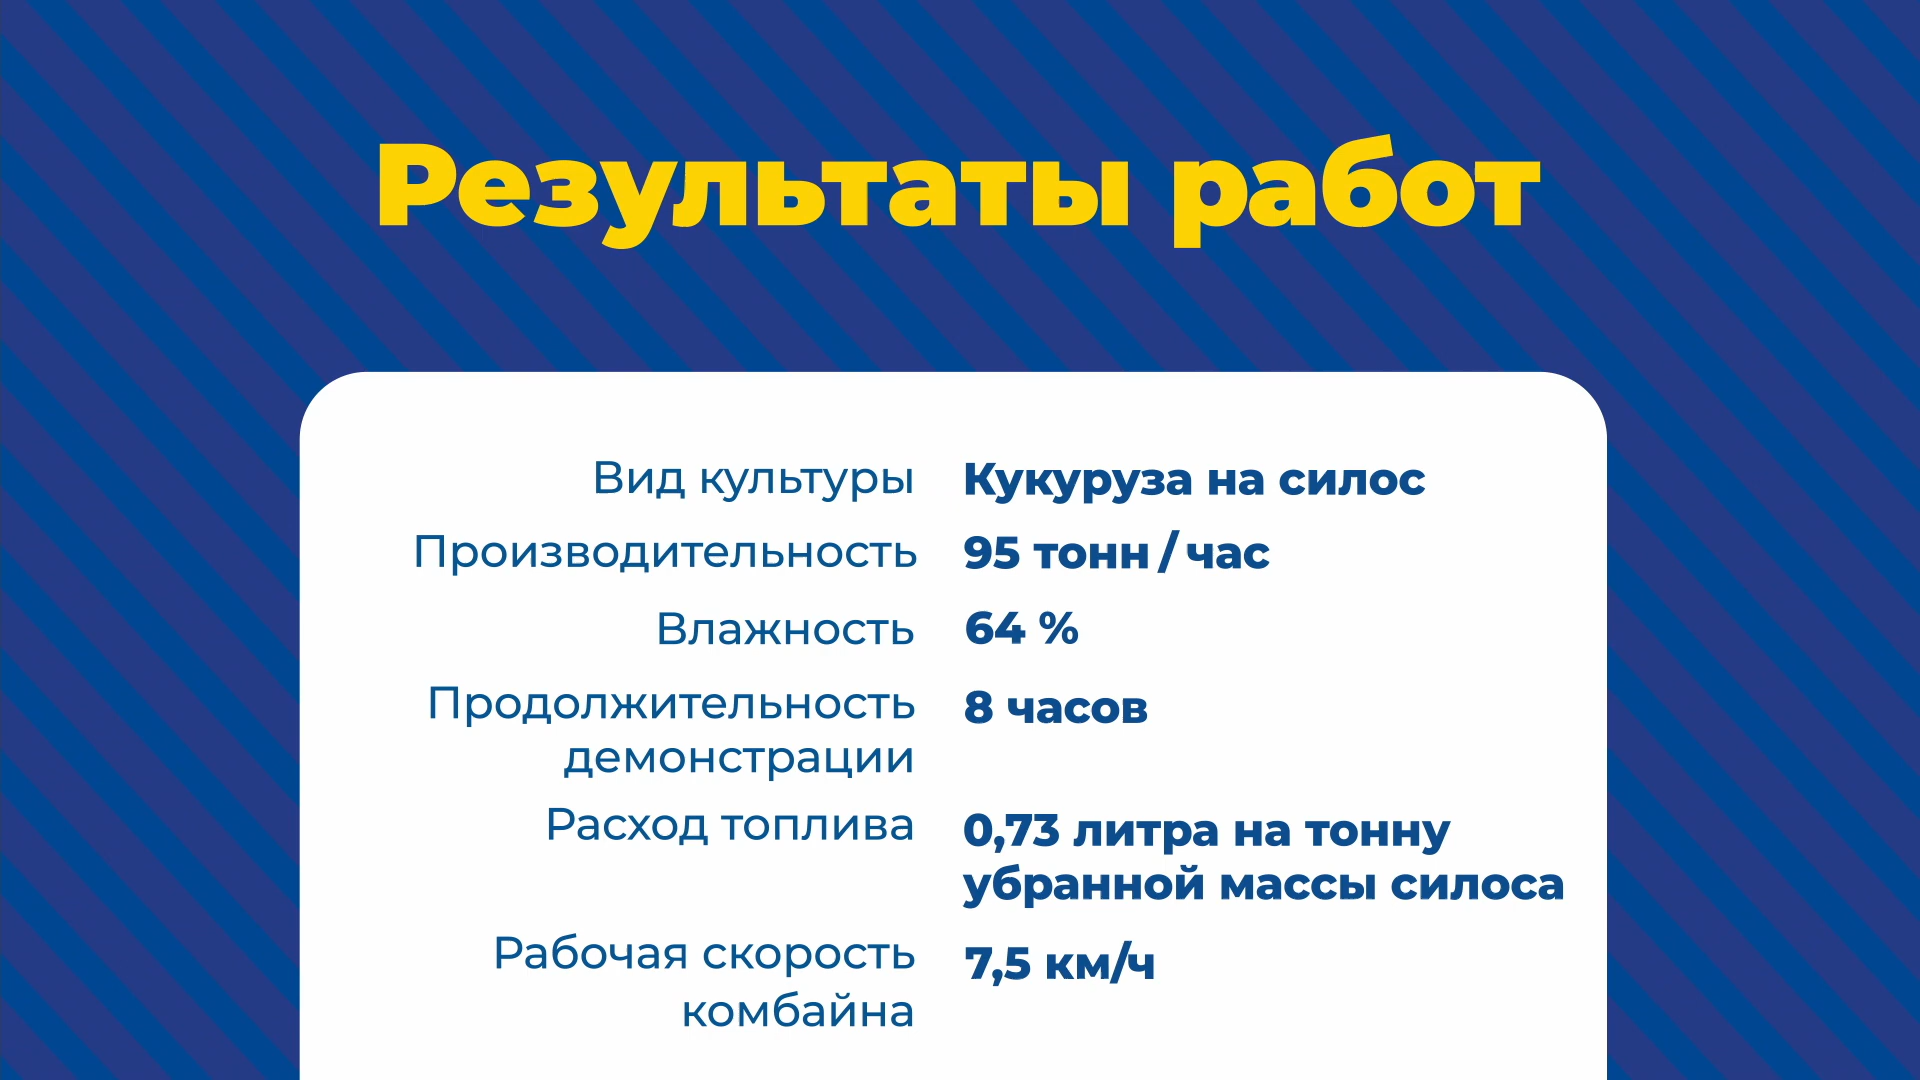 Результаты работ
Вид культуры Кукуруза на силос
Производительность 95 тонн / час
Влажность 64 %
Продолжительность 8 часов
демонстрации
Расход топлива 0,73 литра на тонну
убранной массы силоса
Рабочая скорость 7,5 км/ч
комбайна